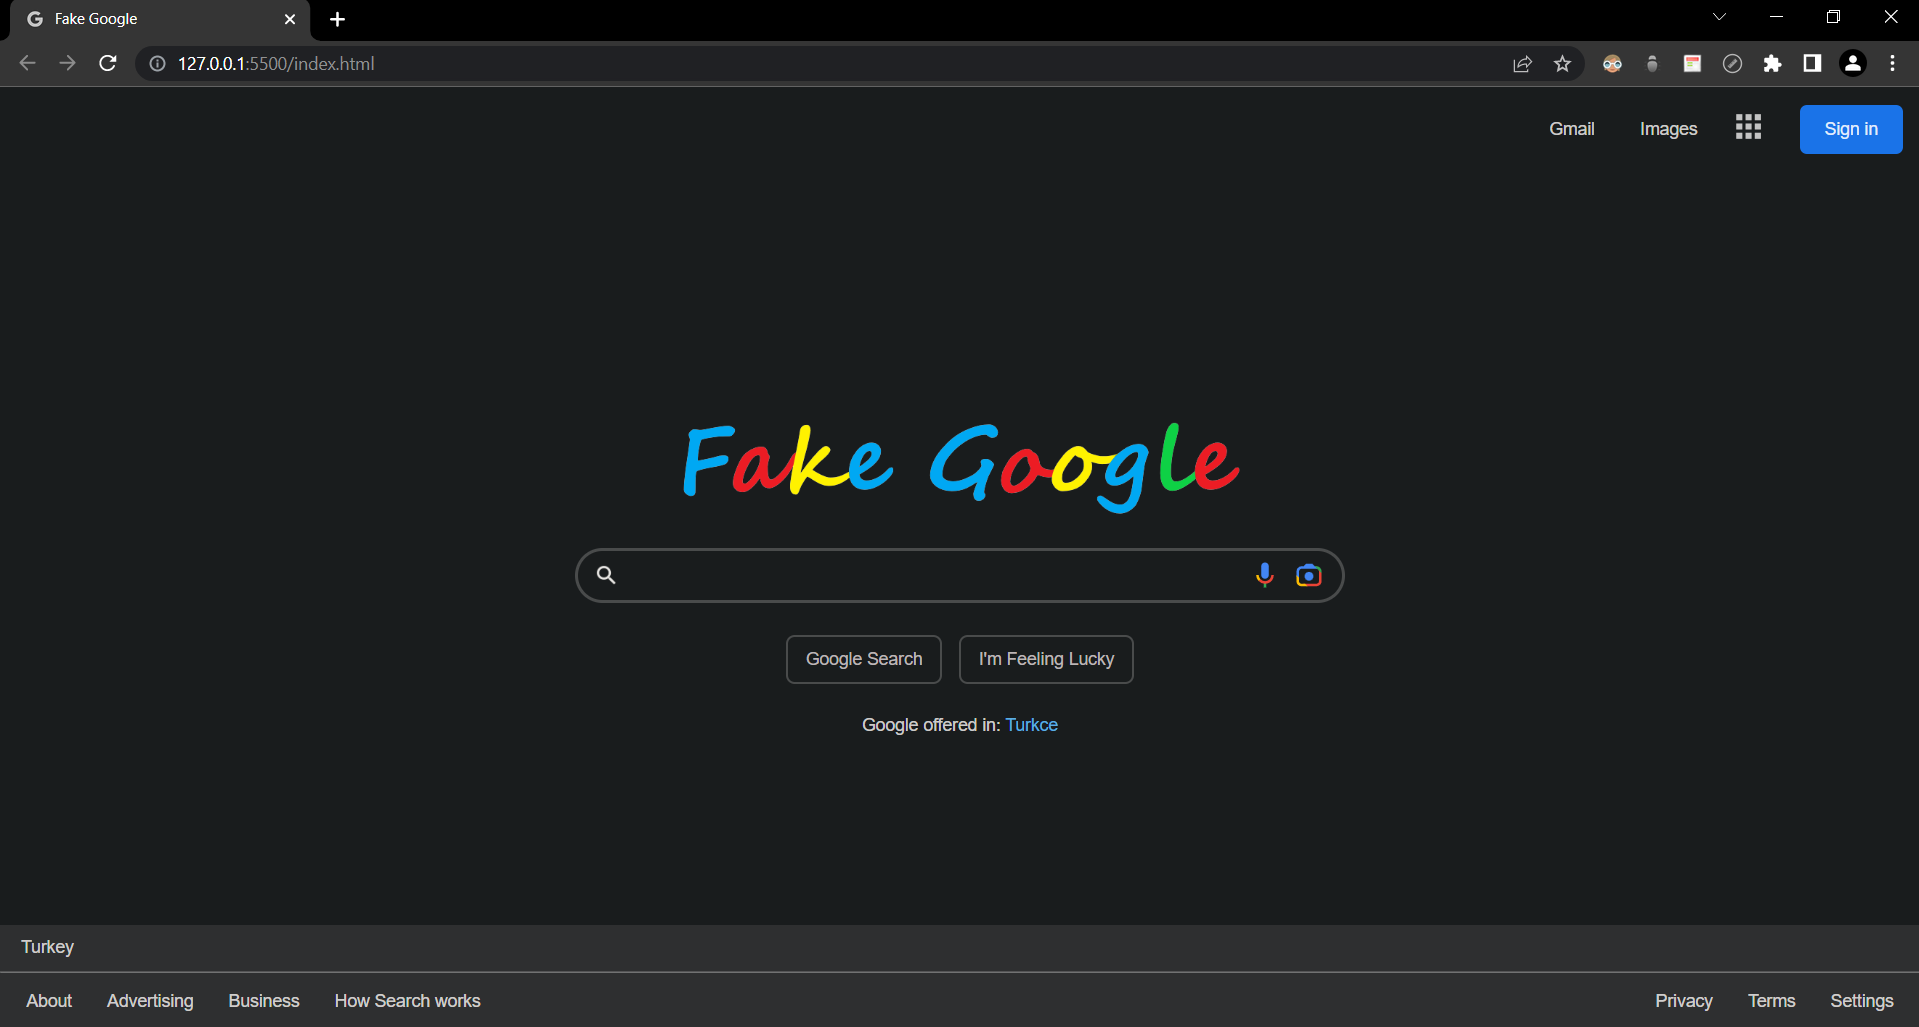 Fake Google
127.0.0.1:5500/index.html
Gmail Images Sign in
Fake Google
Google Search I'm Feeling Lucky
Google offered in: Turkce
Turkey
About Advertising Business How Search works Privacy Terms Settings